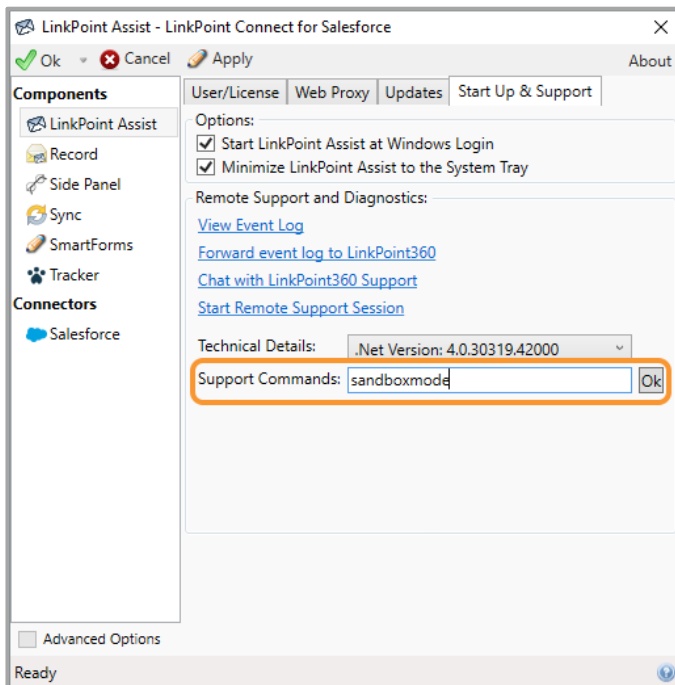 LinkPoint Assist - LinkPoint Connect for Salesforce
Ok Cancel Apply About
Components
LinkPoint Assist
Record
Side Panel
Sync
SmartForms
Tracker
Connectors
Salesforce
User/License Web Proxy Updates Start Up & Support
Options:
Start LinkPoint Assist at Windows Login
Minimize LinkPoint Assist to the System Tray
Remote Support and Diagnostics:
View Event Log
Forward event log to LinkPoint360
Chat with LinkPoint360 Support
Start Remote Support Session
Technical Details: .Net Version: 4.0.30319.42000
Support Commands: sandboxmode Ok
Advanced Options
Ready